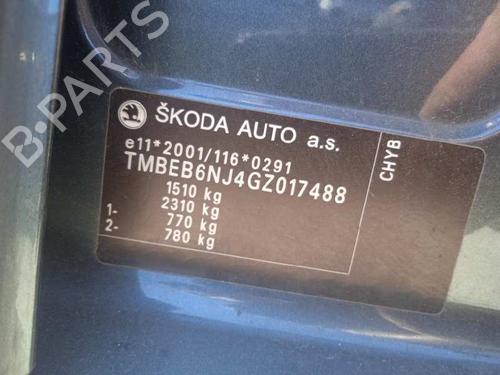 B-PARTS
ŠKODA AUTO a.s.
e11*2001/116*0291
TMBEB6NJ4GZ017488
1510 kg
2310 kg
1- 770 kg
2- 780 kg
CHYB